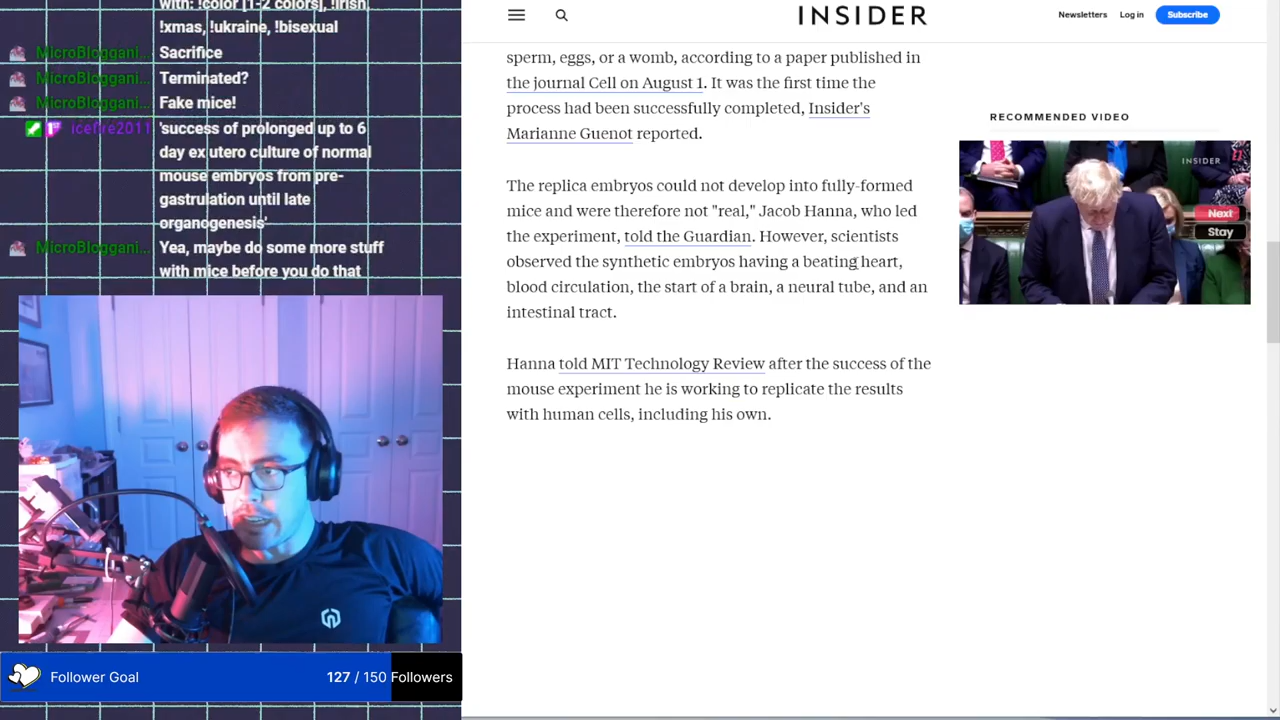 with: !color [1-2 colors], !irish,
!xmas, !ukraine, !bisexual
MicroBloggani... Sacrifice
MicroBloggani... Terminated?
MicroBloggani... Fake mice!
icefire2011 'success of prolonged up to 6
day ex utero culture of normal
mouse embryos from pre-
gastrulation until late
organogenesis'
MicroBloggani... Yea, maybe do some more stuff
with mice before you do that
Follower Goal
127 / 150 Followers
INSIDER
Newsletters
Log in
Subscribe
sperm, eggs, or a womb, according to a paper published in
the journal Cell on August 1. It was the first time the
process had been successfully completed, Insider's
Marianne Guenot reported.
The replica embryos could not develop into fully-formed
mice and were therefore not "real," Jacob Hanna, who led
the experiment, told the Guardian. However, scientists
observed the synthetic embryos having a beating heart,
blood circulation, the start of a brain, a neural tube, and an
intestinal tract.
Hanna told MIT Technology Review after the success of the
mouse experiment he is working to replicate the results
with human cells, including his own.
RECOMMENDED VIDEO
INSIDER
Next
Stay